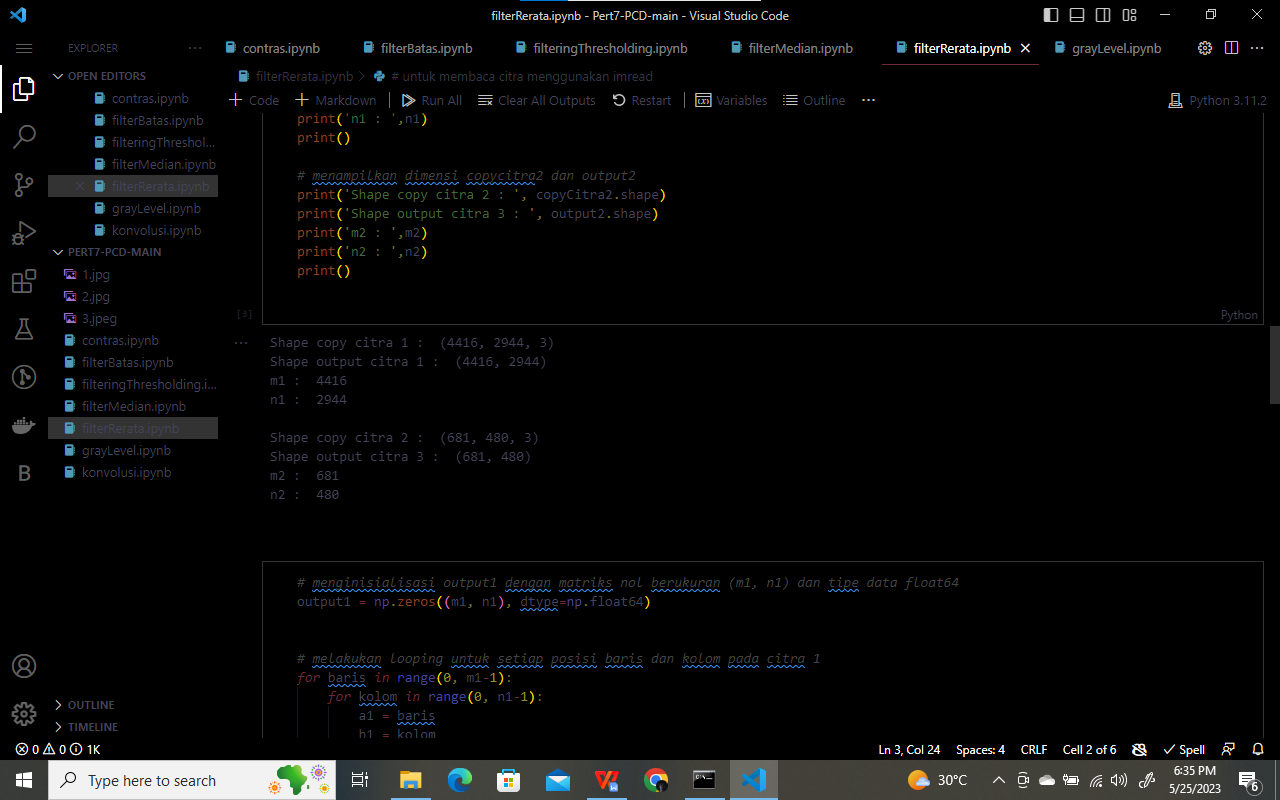 filterRerata.ipynb - Pert7-PCD-main - Visual Studio Code
EXPLORER
contras.ipynb
filterBatas.ipynb
filteringThresholding.ipynb
filterMedian.ipynb
filterRerata.ipynb
grayLevel.ipynb
OPEN EDITORS
contras.ipynb
filterBatas.ipynb
filteringThreshol...
filterMedian.ipynb
filterRerata.ipynb
grayLevel.ipynb
konvolusi.ipynb
PERT7-PCD-MAIN
1.jpg
2.jpg
3.jpeg
contras.ipynb
filterBatas.ipynb
filteringThresholding.i...
filterMedian.ipynb
filterRerata.ipynb
grayLevel.ipynb
konvolusi.ipynb
OUTLINE
TIMELINE
filterRerata.ipynb > # untuk membaca citra menggunakan imread
Code Markdown Run All Clear All Outputs Restart Variables Outline ... Python 3.11.2
print('n1 : ',n1)
print()
# menampilkan dimensi copycitra2 dan output2
print('Shape copy citra 2 : ', copyCitra2.shape)
print('Shape output citra 3 : ', output2.shape)
print('m2 : ',m2)
print('n2 : ',n2)
print()
[3]
Python
Shape copy citra 1 :  (4416, 2944, 3)
Shape output citra 1 :  (4416, 2944)
m1 :  4416
n1 :  2944
Shape copy citra 2 :  (681, 480, 3)
Shape output citra 3 :  (681, 480)
m2 :  681
n2 :  480
# menginisialisasi output1 dengan matriks nol berukuran (m1, n1) dan tipe data float64
output1 = np.zeros((m1, n1), dtype=np.float64)
# melakukan looping untuk setiap posisi baris dan kolom pada citra 1
for baris in range(0, m1-1):
for kolom in range(0, n1-1):
a1 = baris
b1 = kolom
0 0 1K
Ln 3, Col 24 Spaces: 4 CRLF Cell 2 of 6 Spell
Type here to search
30°C
6:35 PM
5/25/2023
6